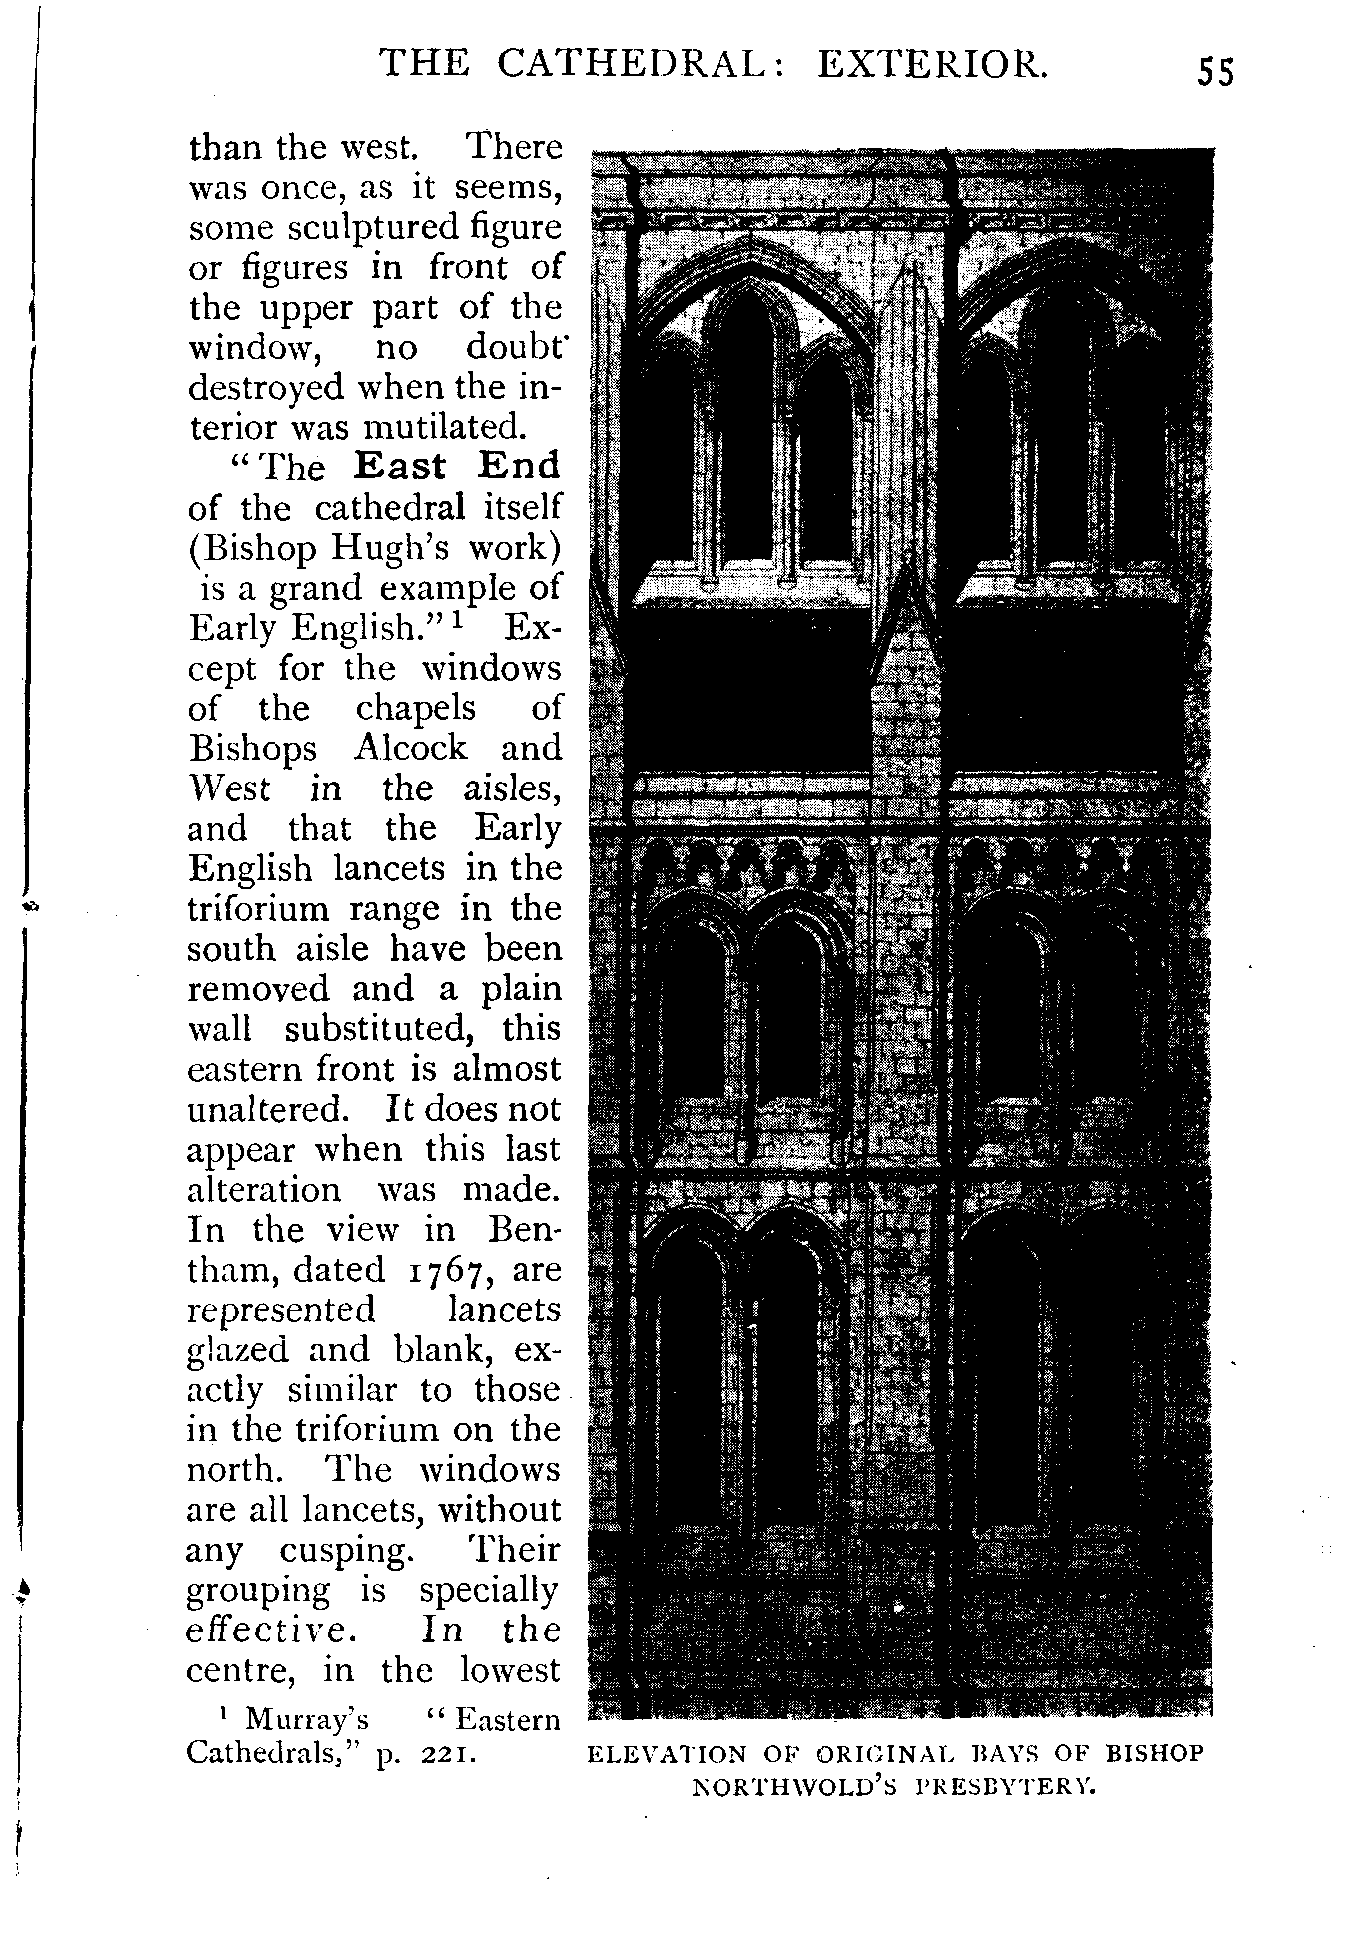 THE CATHEDRAL: EXTERIOR. 55
than the west. There
was once, as it seems,
some sculptured figure
or figures in front of
the upper part of the
window, no doubt
destroyed when the in-
terior was mutilated.
“The East End
of the cathedral itself
(Bishop Hugh’s work)
is a grand example of
Early English.” ¹ Ex-
cept for the windows
of the chapels of
Bishops Alcock and
West in the aisles,
and that the Early
English lancets in the
triforium range in the
south aisle have been
removed and a plain
wall substituted, this
eastern front is almost
unaltered. It does not
appear when this last
alteration was made.
In the view in Ben-
tham, dated 1767, are
represented lancets
glazed and blank, ex-
actly similar to those
in the triforium on the
north. The windows
are all lancets, without
any cusping. Their
grouping is specially
effective. In the
centre, in the lowest
¹ Murray’s “Eastern
Cathedrals,” p. 221.
ELEVATION OF ORIGINAL BAYS OF BISHOP
NORTHWOLD’S PRESBYTERY.